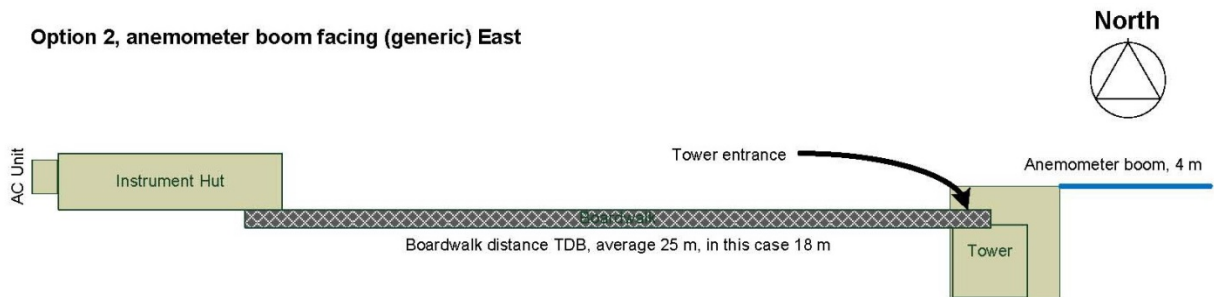 North
Option 2, anemometer boom facing (generic) East
AC Unit
Instrument Hut
Tower entrance
Anemometer boom, 4 m
Boardwalk
Boardwalk distance TDB, average 25 m, in this case 18 m
Tower